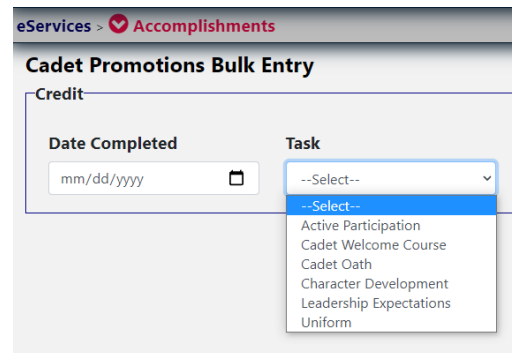 eServices > Accomplishments
Cadet Promotions Bulk Entry
Credit
Date Completed
Task
mm/dd/yyyy
--Select--
--Select--
Active Participation
Cadet Welcome Course
Cadet Oath
Character Development
Leadership Expectations
Uniform